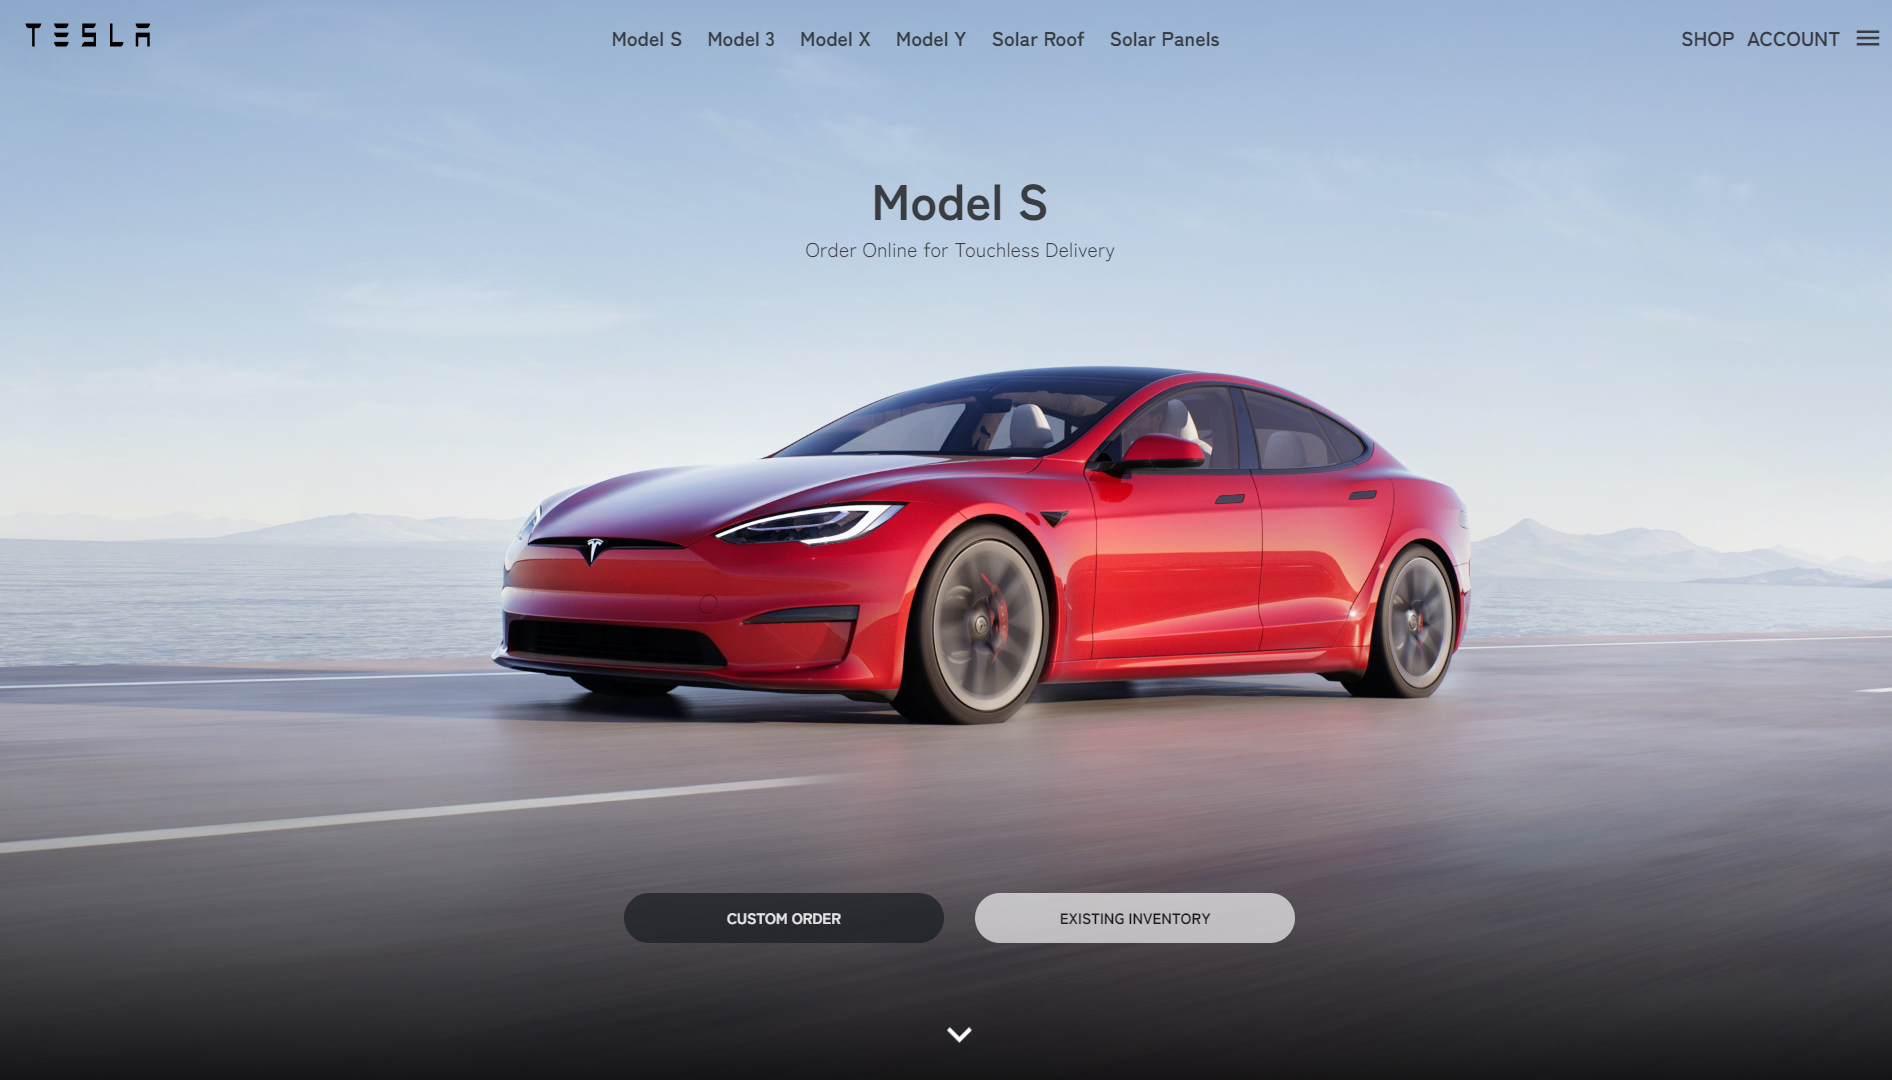 TESLA
Model S Model 3 Model X Model Y Solar Roof Solar Panels
SHOP ACCOUNT
Model S
Order Online for Touchless Delivery
CUSTOM ORDER
EXISTING INVENTORY